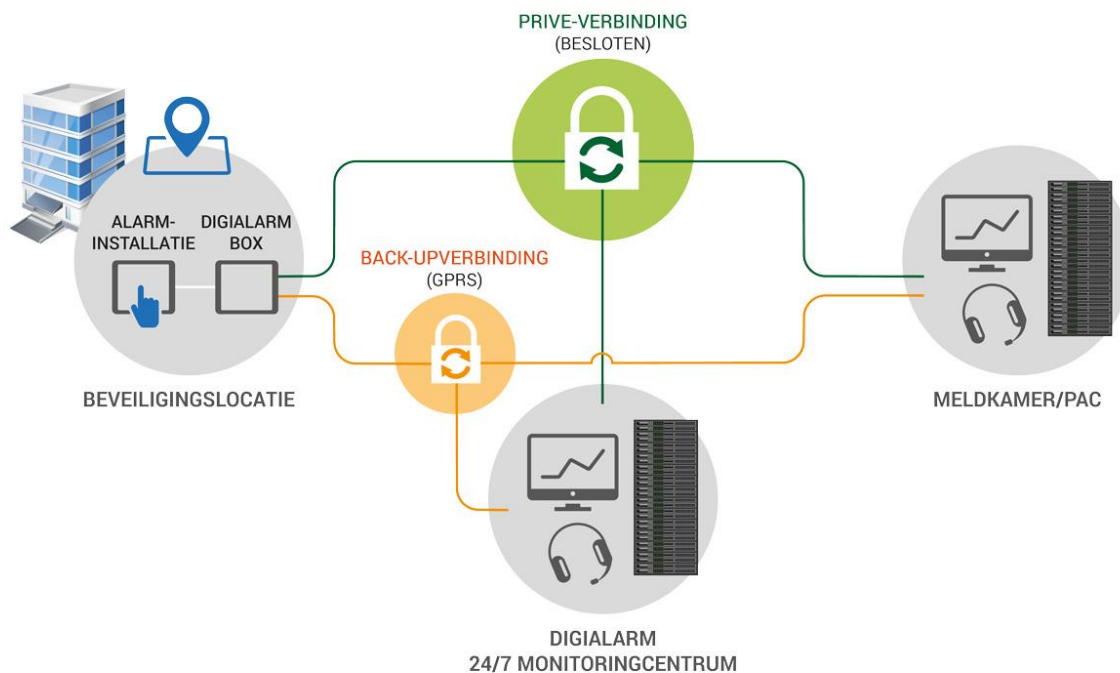 PRIVE-VERBINDING
(BESLOTEN)
ALARM-
INSTALLATIE
DIGIALARM
BOX
BACK-UPVERBINDING
(GPRS)
BEVEILIGINGSLOCATIE
MELDKAMER/PAC
DIGIALARM
24/7 MONITORINGCENTRUM